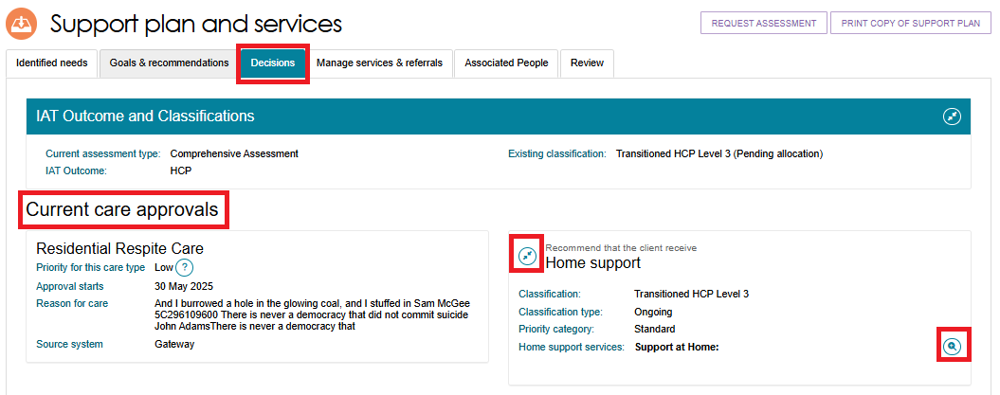 Support plan and services
REQUEST ASSESSMENT
PRINT COPY OF SUPPORT PLAN
Identified needs
Goals & recommendations
Decisions
Manage services & referrals
Associated People
Review
IAT Outcome and Classifications
Current assessment type: Comprehensive Assessment
IAT Outcome: HCP
Existing classification: Transitioned HCP Level 3 (Pending allocation)
Current care approvals
Residential Respite Care
Priority for this care type Low ?
Approval starts 30 May 2025
Reason for care And I burrowed a hole in the glowing coal, and I stuffed in Sam McGee
5C296109600 There is never a democracy that did not commit suicide
John AdamsThere is never a democracy that
Source system Gateway
Recommend that the client receive
Home support
Classification: Transitioned HCP Level 3
Classification type: Ongoing
Priority category: Standard
Home support services: Support at Home: